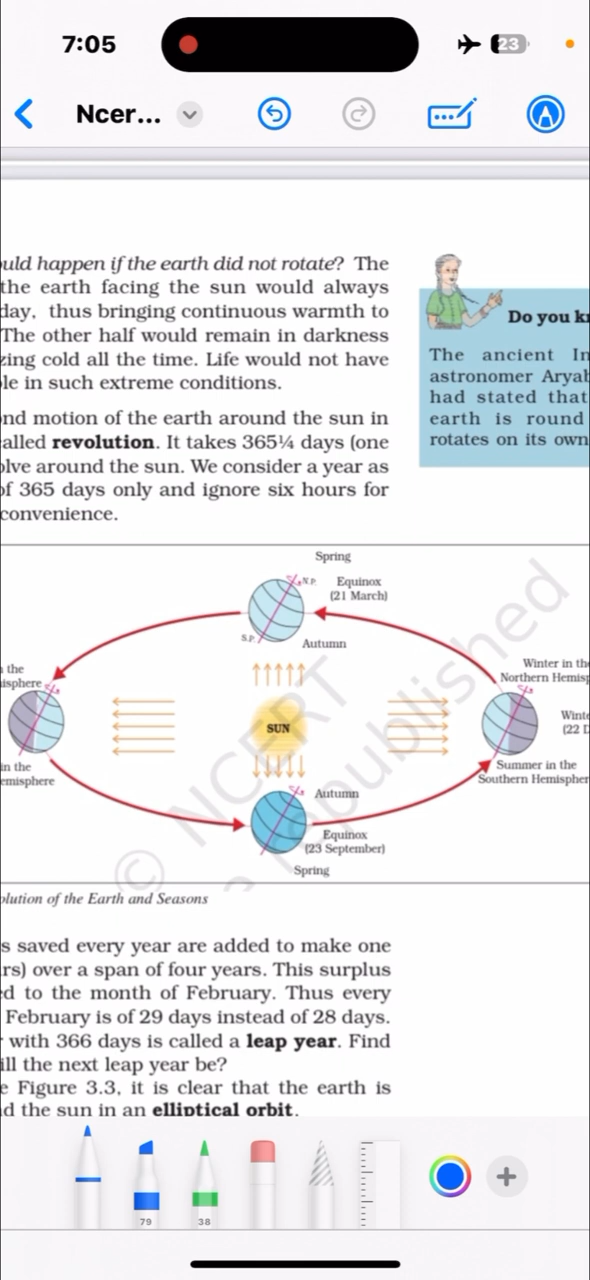 7:05
23
Ncer...
uld happen if the earth did not rotate? The
the earth facing the sun would always
day, thus bringing continuous warmth to
The other half would remain in darkness
zing cold all the time. Life would not have
le in such extreme conditions.
nd motion of the earth around the sun in
alled revolution. It takes 365¼ days (one
olve around the sun. We consider a year as
of 365 days only and ignore six hours for
convenience.
Do you k
The ancient In
astronomer Aryab
had stated that
earth is round
rotates on its own
Spring
N.P.
Equinox
(21 March)
S.P.
Autumn
the
isphere
Winter in the
Northern Hemisp
SUN
Winte
(22 D
in the
emisphere
Summer in the
Southern Hemispher
Autumn
Equinox
(23 September)
Spring
© NCERT
republished
lution of the Earth and Seasons
s saved every year are added to make one
rs) over a span of four years. This surplus
d to the month of February. Thus every
February is of 29 days instead of 28 days.
with 366 days is called a leap year. Find
ill the next leap year be?
e Figure 3.3, it is clear that the earth is
d the sun in an elliptical orbit.
79
38